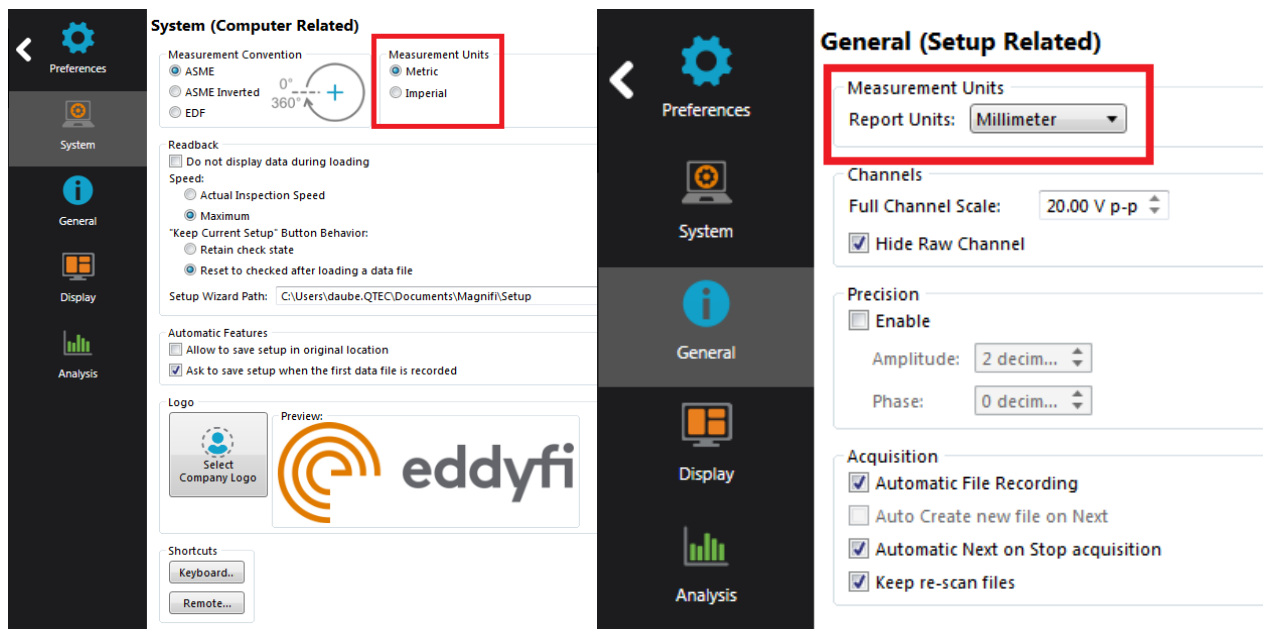 Preferences
System
General
Display
Analysis
System (Computer Related)
Measurement Convention
ASME
ASME Inverted
EDF
0°
360°
Measurement Units
Metric
Imperial
Readback
Do not display data during loading
Speed:
Actual Inspection Speed
Maximum
"Keep Current Setup" Button Behavior:
Retain check state
Reset to checked after loading a data file
Setup Wizard Path: C:\Users\daube.QTEC\Documents\Magnifi\Setup
Automatic Features
Allow to save setup in original location
Ask to save setup when the first data file is recorded
Logo
Select
Company Logo
Preview:
eddyfi
Shortcuts
Keyboard..
Remote...
Preferences
System
General
Display
Analysis
General (Setup Related)
Measurement Units
Report Units: Millimeter
Channels
Full Channel Scale: 20.00 V p-p
Hide Raw Channel
Precision
Enable
Amplitude: 2 decim...
Phase: 0 decim...
Acquisition
Automatic File Recording
Auto Create new file on Next
Automatic Next on Stop acquisition
Keep re-scan files